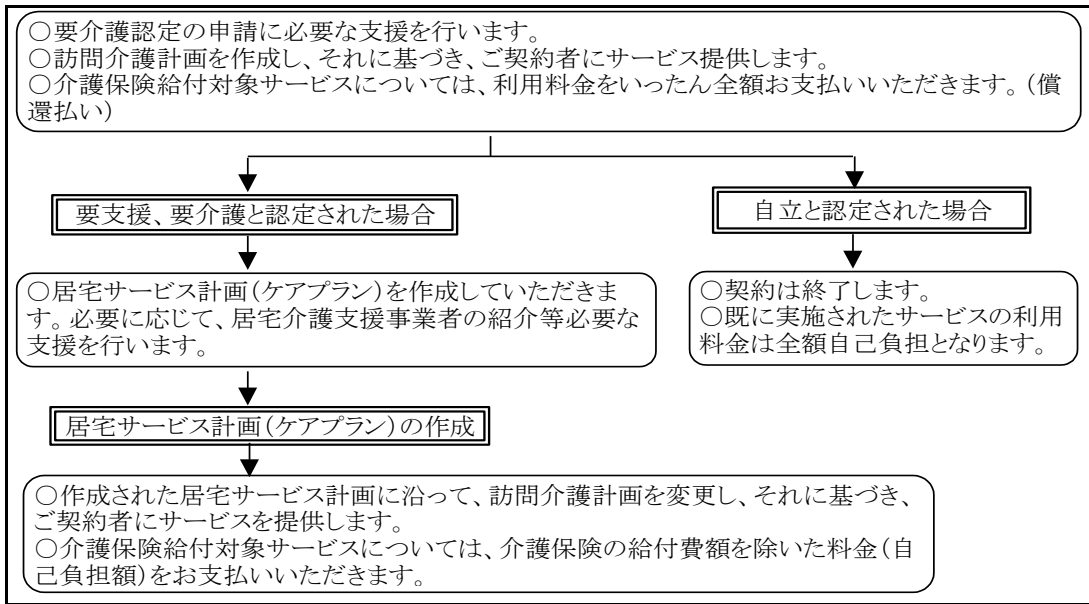 ○要介護認定の申請に必要な支援を行います。
○訪問介護計画を作成し、それに基づき、ご契約者にサービス提供します。
○介護保険給付対象サービスについては、利用料金をいったん全額お支払いいただきます。(償
還払い)
要支援、要介護と認定された場合
自立と認定された場合
○居宅サービス計画(ケアプラン)を作成していただきま
す。必要に応じて、居宅介護支援事業者の紹介等必要な
支援を行います。
○契約は終了します。
○既に実施されたサービスの利用
料金は全額自己負担となります。
居宅サービス計画(ケアプラン)の作成
○作成された居宅サービス計画に沿って、訪問介護計画を変更し、それに基づき、
ご契約者にサービスを提供します。
○介護保険給付対象サービスについては、介護保険の給付費額を除いた料金(自
己負担額)をお支払いいただきます。